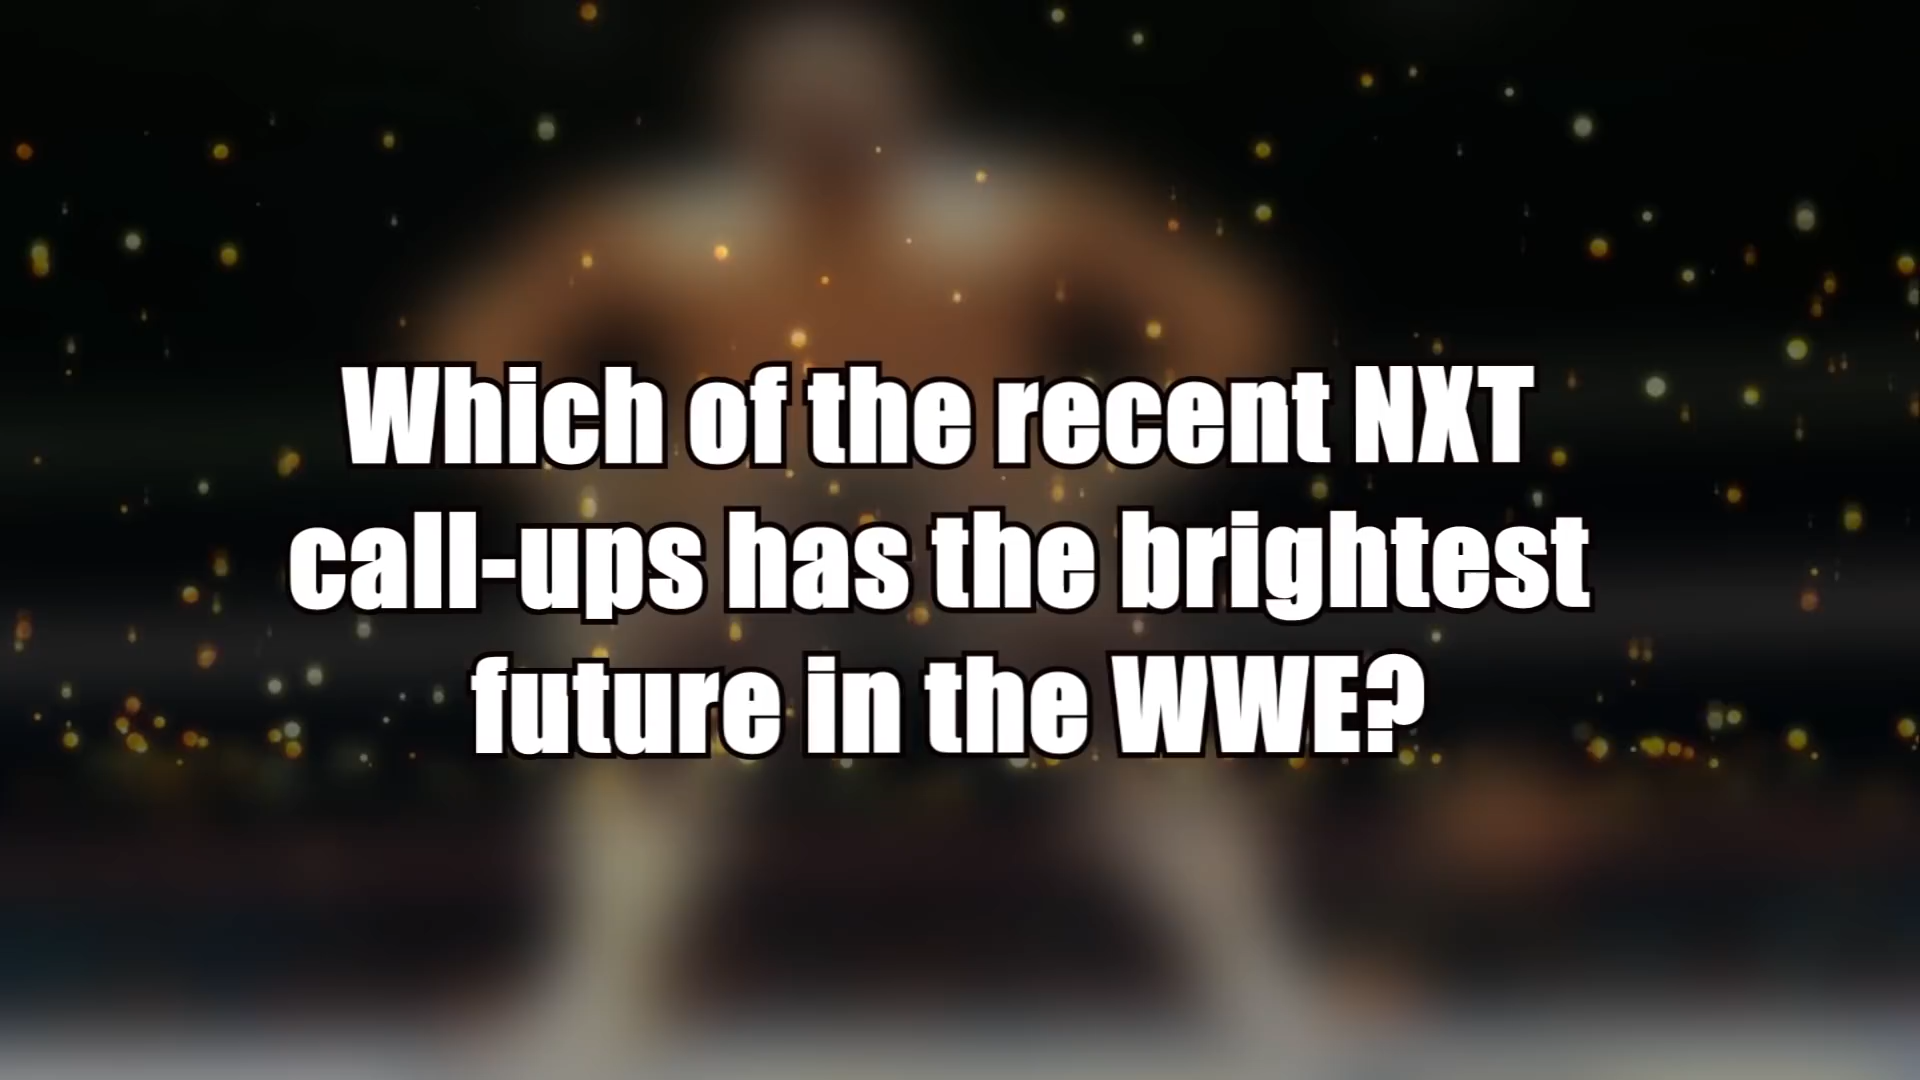 Which of the recent NXT
call-ups has the brightest
future in the WWE?